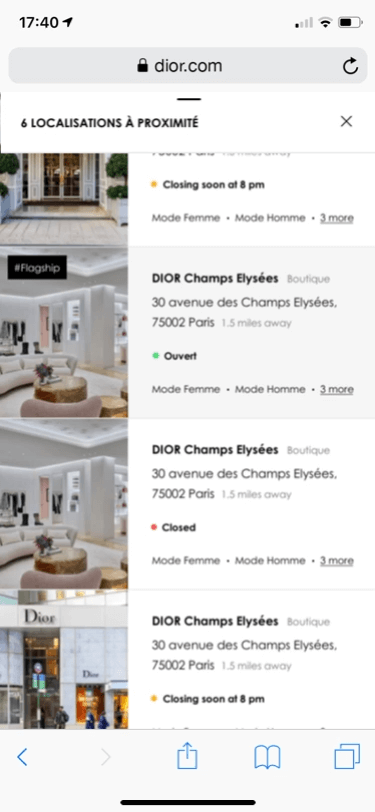 17:40
dior.com
6 LOCALISATIONS À PROXIMITÉ
75002 Paris 1.5 miles away
Closing soon at 8 pm
Mode Femme • Mode Homme • 3 more
#Flagship
DIOR Champs Elysées Boutique
30 avenue des Champs Elysées,
75002 Paris 1.5 miles away
Ouvert
Mode Femme • Mode Homme • 3 more
DIOR Champs Elysées Boutique
30 avenue des Champs Elysées,
75002 Paris 1.5 miles away
Closed
Mode Femme • Mode Homme • 3 more
Dior
Dior
DIOR Champs Elysées Boutique
30 avenue des Champs Elysées,
75002 Paris 1.5 miles away
Closing soon at 8 pm